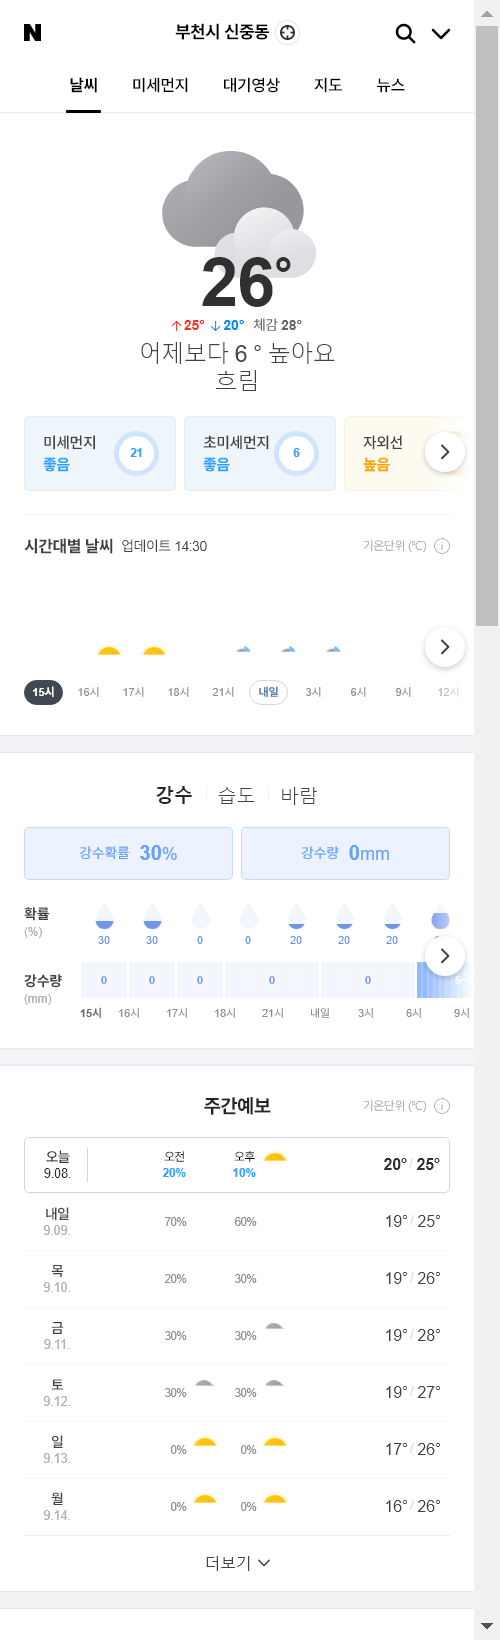 N
부천시 신중동
날씨 미세먼지 대기영상 지도 뉴스
26°
↑25° ↓20° 체감 28°
어제보다 6 ° 높아요
흐림
미세먼지 좋음 21
초미세먼지 좋음 6
자외선 높음
시간대별 날씨 업데이트 14:30 기온단위 (℃)
15시 16시 17시 18시 21시 내일 3시 6시 9시 12시
강수 습도 바람
강수확률 30%
강수량 0mm
확률 (%)
30 30 0 0 20 20 20
강수량 (mm)
0 0 0 0 0
15시 16시 17시 18시 21시 내일 3시 6시 9시
주간예보 기온단위 (℃)
오늘 9.08. 오전 20% 오후 10% 20° / 25°
내일 9.09. 70% 60% 19° / 25°
목 9.10. 20% 30% 19° / 26°
금 9.11. 30% 30% 19° / 28°
토 9.12. 30% 30% 19° / 27°
일 9.13. 0% 0% 17° / 26°
월 9.14. 0% 0% 16° / 26°
더보기